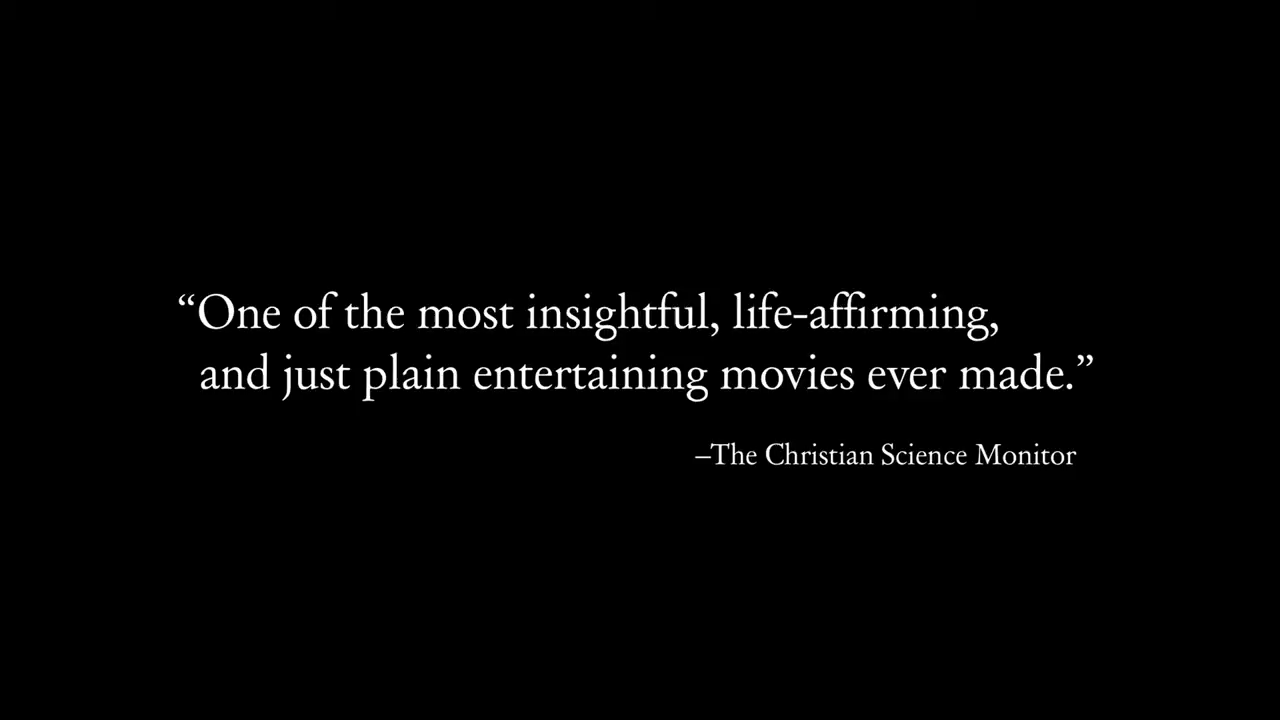 “One of the most insightful, life-affirming,
and just plain entertaining movies ever made.”
–The Christian Science Monitor